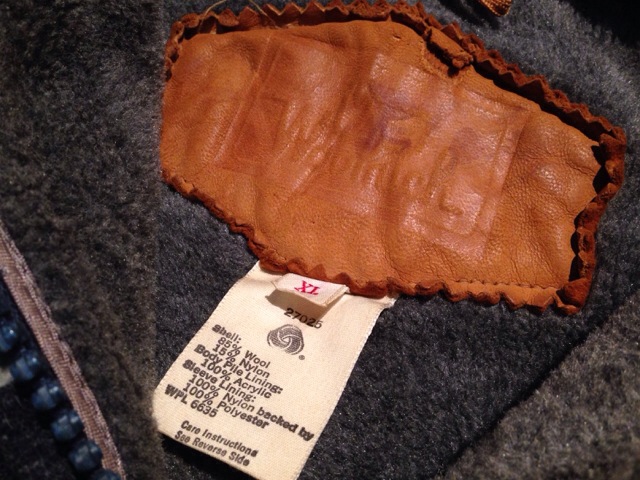 XL
27025
Shell:
85% Wool
15% Nylon
Body Pile Lining:
100% Acrylic
Sleeve Lining:
100% Nylon backed by
100% Polyester
WPL 6635
Care Instructions
See Reverse Side